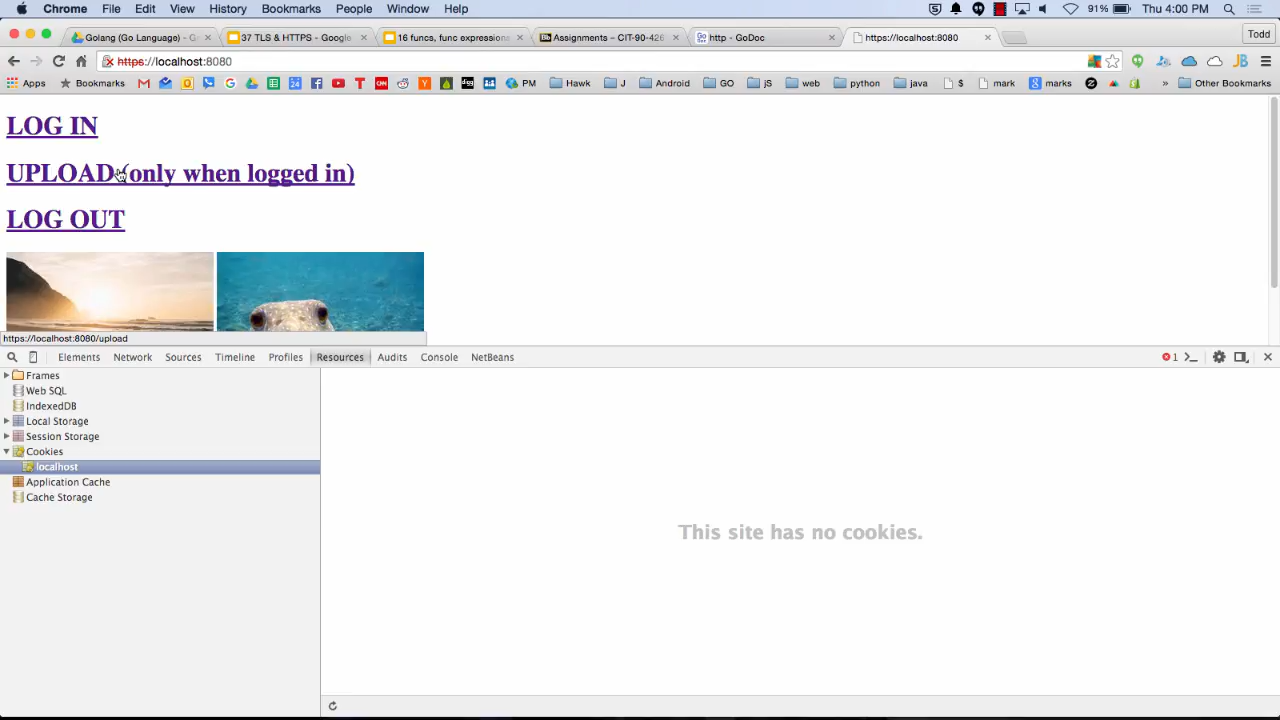 Chrome File Edit View History Bookmarks People Window Help 91% Thu 4:00 PM
Golang (Go Language) - G 37 TLS & HTTPS - Google 16 funcs, func expression Assignments – CIT-90-426 http - GoDoc https://localhost:8080 Todd
https://localhost:8080
Apps Bookmarks PM Hawk J Android GO jS web python java $ mark marks » Other Bookmarks
LOG IN
UPLOAD (only when logged in)
LOG OUT
https://localhost:8080/upload
Elements Network Sources Timeline Profiles Resources Audits Console NetBeans 1
Frames
Web SQL
IndexedDB
Local Storage
Session Storage
Cookies
localhost
Application Cache
Cache Storage
This site has no cookies.